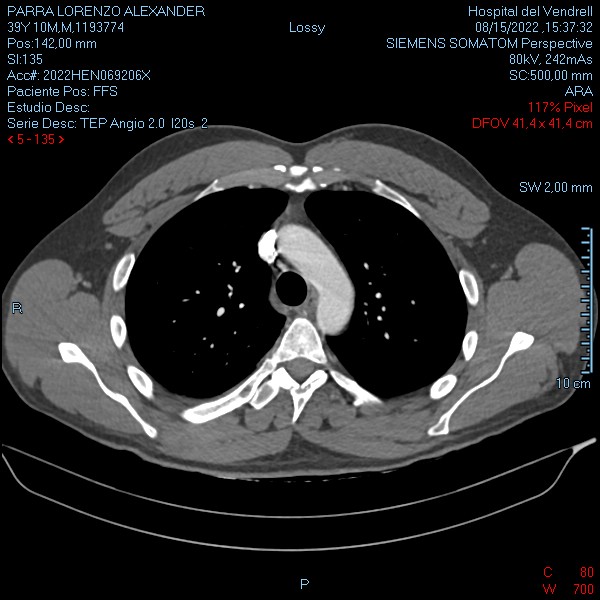 PARRA LORENZO ALEXANDER
39Y 10M,M,1193774
Pos:142,00 mm
SI:135
Acc#: 2022HEN069206X
Paciente Pos: FFS
Estudio Desc:
Serie Desc: TEP Angio 2.0 I20s 2
< 5 - 135 >
Lossy
Hospital del Vendrell
08/15/2022 ,15:37:32
SIEMENS SOMATOM Perspective
80kV, 242mAs
SC:500,00 mm
ARA
117% Pixel
DFOV 41,4 x 41,4 cm
SW 2,00 mm
R
10 cm
P
C 80
W 700